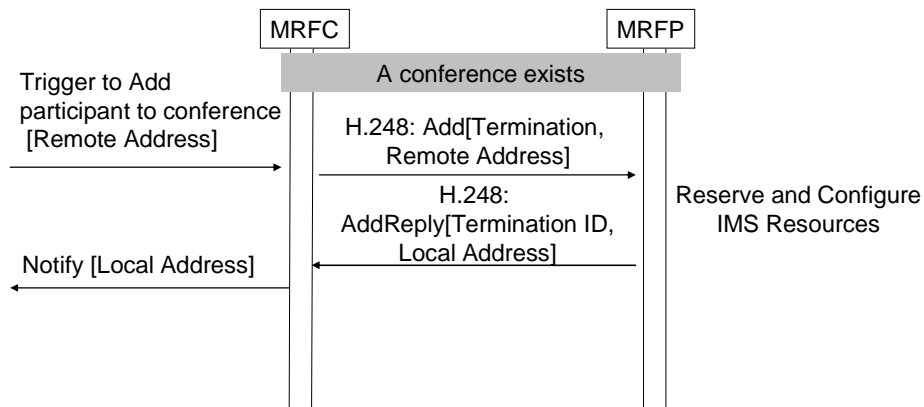 MRFC
MRFP
A conference exists
Trigger to Add
participant to conference
[Remote Address]
H.248: Add[Termination,
Remote Address]
H.248:
AddReply[Termination ID,
Local Address]
Reserve and Configure
IMS Resources
Notify [Local Address]